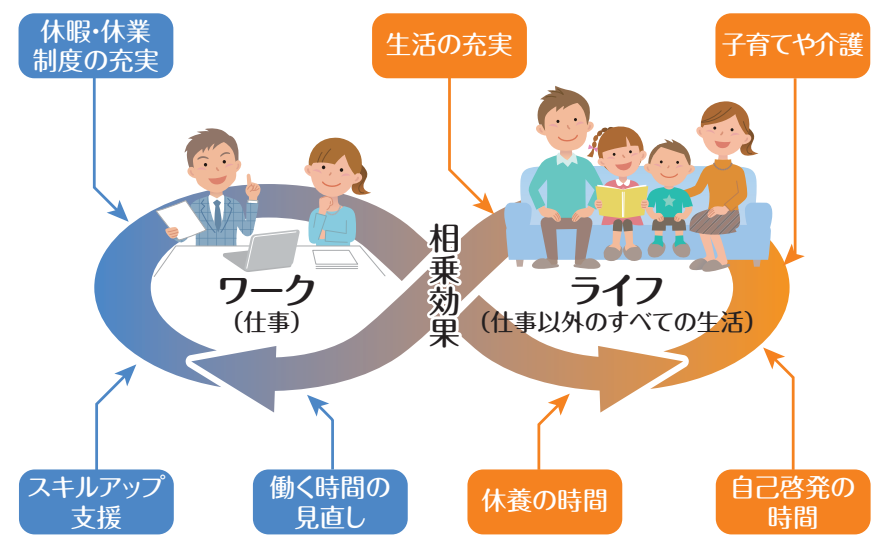 休暇・休業
制度の充実
生活の充実
子育てや介護
相乗効果
ワーク
(仕事)
ライフ
(仕事以外のすべての生活)
スキルアップ
支援
働く時間の
見直し
休養の時間
自己啓発の
時間